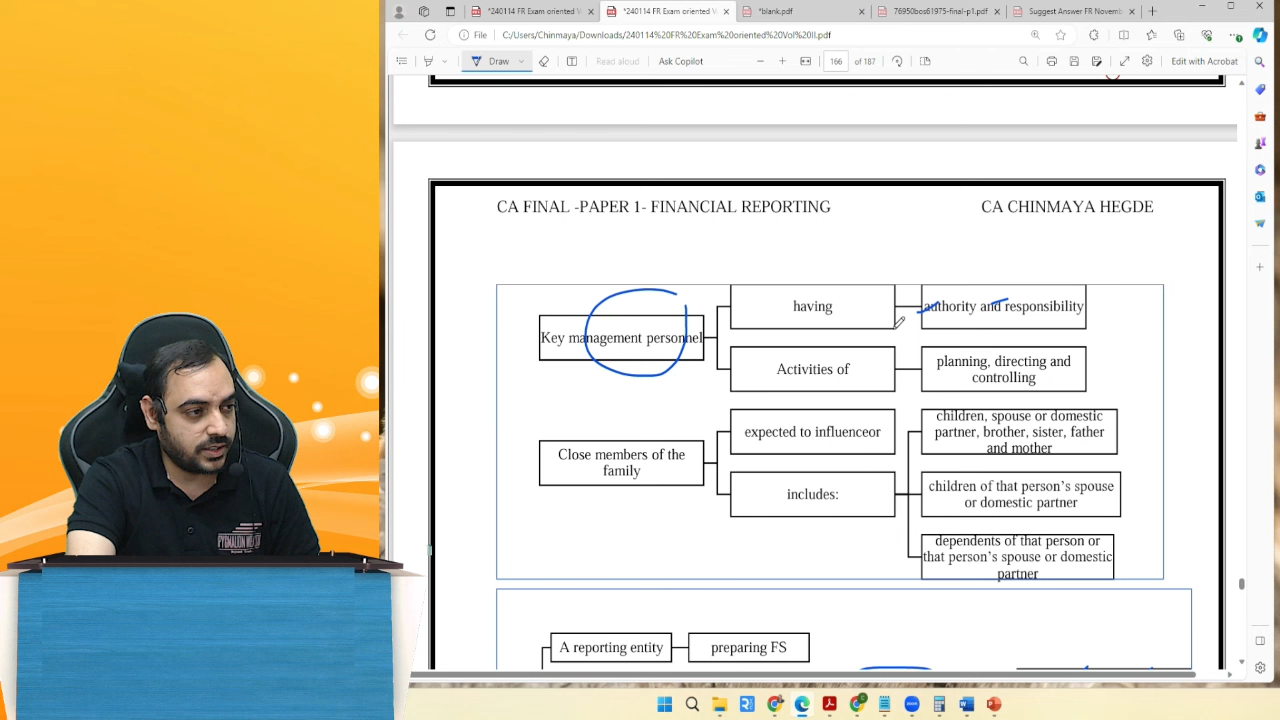 *240114 FR Exam oriented V
*240114 FR Exam oriented Vo
*blank.pdf
76950bos61975-final-p1.pdf
Suggest Answer FR Novemb
File
C:/Users/Chinmaya/Downloads/240114%20FR%20Exam%20oriented%20Vol%20II.pdf
Draw
Read aloud
Ask Copilot
166
of 187
Edit with Acrobat
CA FINAL -PAPER 1- FINANCIAL REPORTING
CA CHINMAYA HEGDE
Key management personnel
having
authority and responsibility
Activities of
planning, directing and
controlling
Close members of the
family
expected to influenceor
includes:
children, spouse or domestic
partner, brother, sister, father
and mother
children of that person's spouse
or domestic partner
dependents of that person or
that person's spouse or domestic
partner
A reporting entity
preparing FS